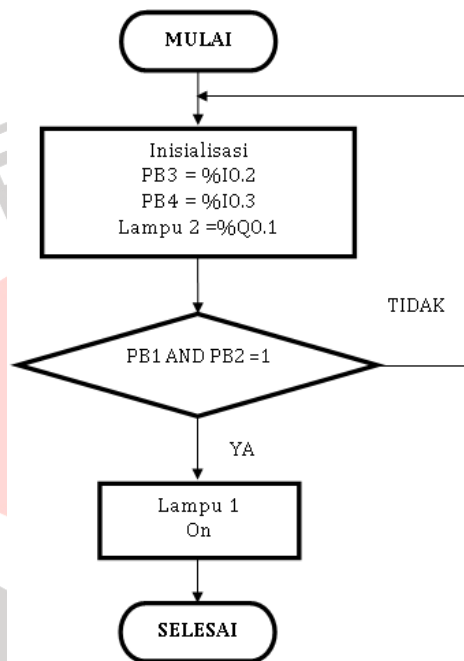 MULAI
Inisialisasi
PB3 = %I0.2
PB4 = %I0.3
Lampu 2 =%Q0.1
TIDAK
PB1 AND PB2 =1
YA
Lampu 1
On
SELESAI